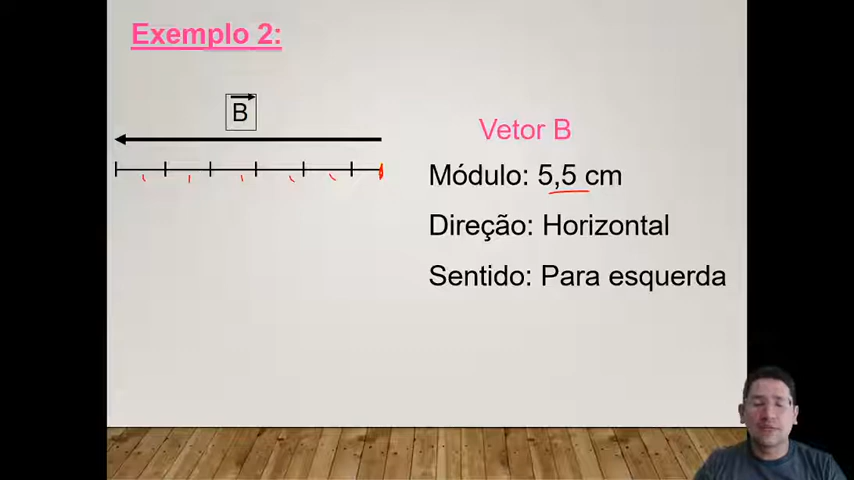 Exemplo 2:
B
Vetor B
Módulo: 5,5 cm
Direção: Horizontal
Sentido: Para esquerda